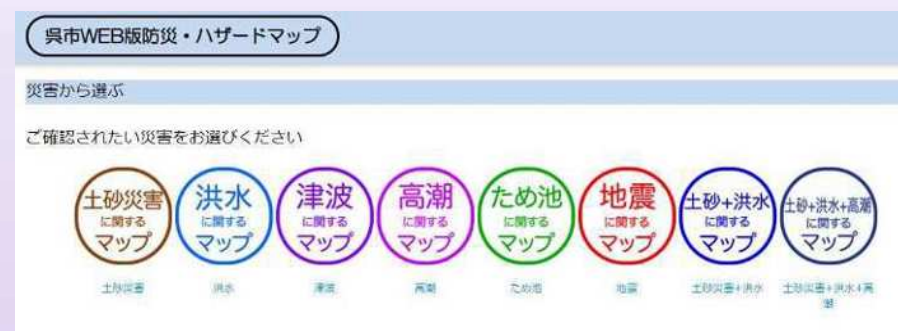 呉市WEB版防災・ハザードマップ
災害から選ぶ
ご確認されたい災害をお選びください
土砂災害
に関する
マップ
洪水
に関する
マップ
津波
に関する
マップ
高潮
に関する
マップ
ため池
に関する
マップ
地震
に関する
マップ
土砂+洪水
に関する
マップ
土砂+洪水+高潮
に関する
マップ
土砂災害
洪水
津波
高潮
ため池
地震
土砂災害+洪水
土砂災害+洪水+高
潮